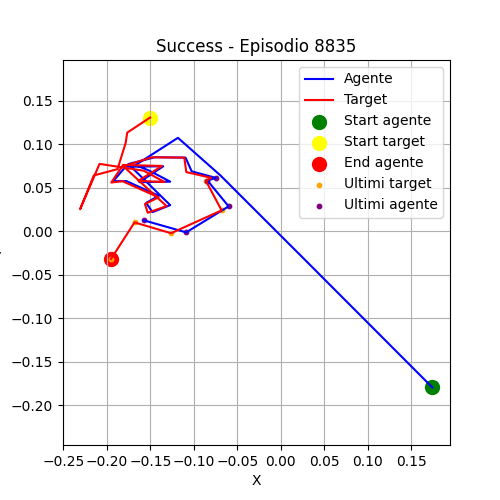 Success - Episodio 8835
Agente
Target
Start agente
Start target
End agente
Ultimi target
Ultimi agente
0.15
0.10
0.05
0.00
−0.05
−0.10
−0.15
−0.20
−0.25 −0.20 −0.15 −0.10 −0.05 0.00 0.05 0.10 0.15
X